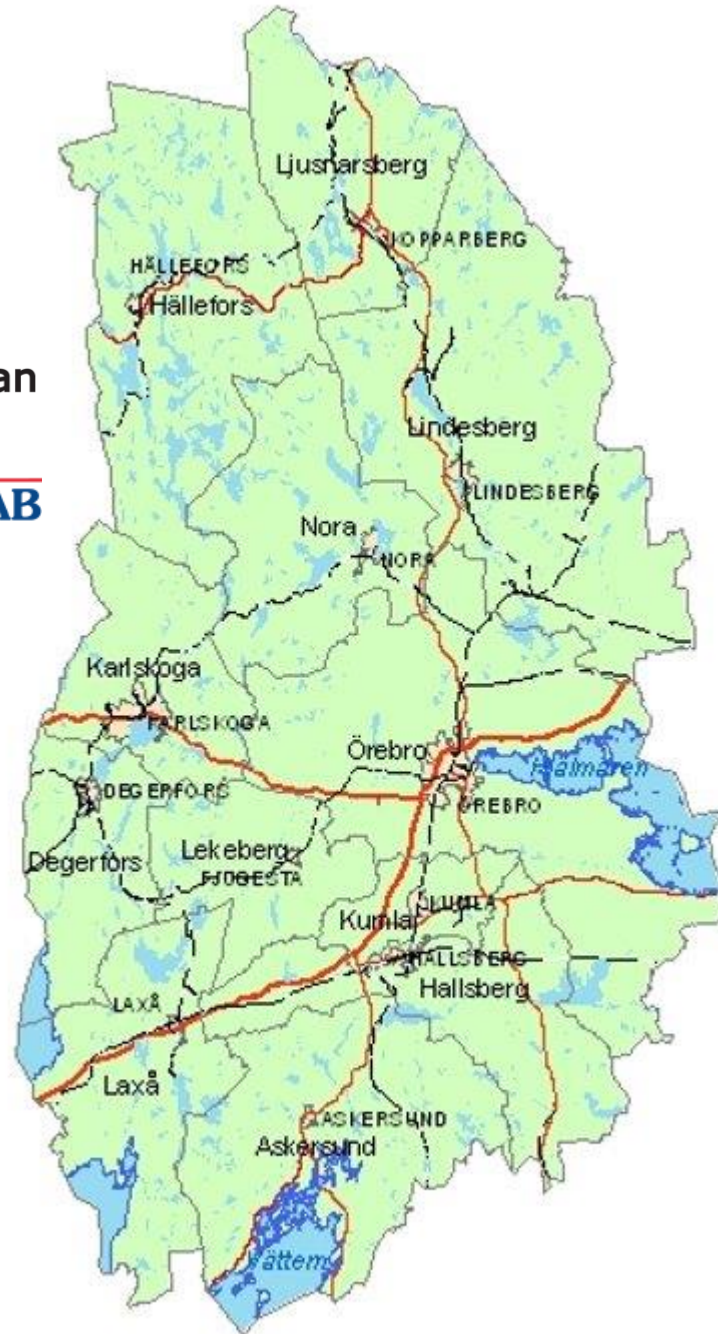 Ljusnarsberg
KOPPARBERG
HÄLLEFORS
Hällefors
an
Lindesberg
LINDESBERG
AB
Nora
NORA
Karlskoga
KARLSKOGA
Örebro
Hjälmaren
DEGERFORS
ÖREBRO
Lekeberg
Degerfors
FJUGESTA
KUMLA
Kumla
HALLSBERG
Hallsberg
LAXÅ
Laxå
ASKERSUND
Askersund
Vättern